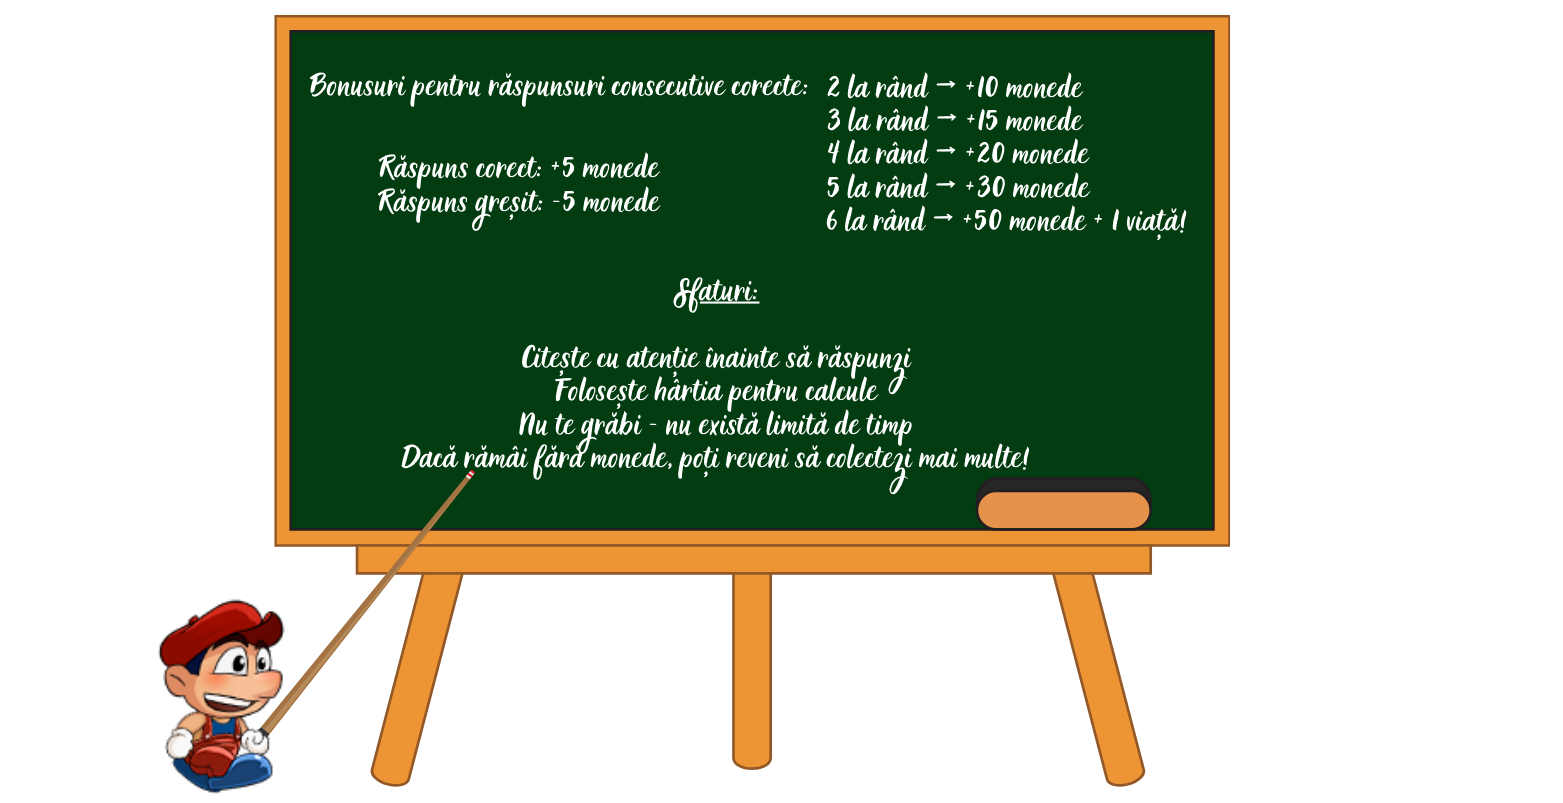 Bonusuri pentru răspunsuri consecutive corecte:
2 la rând → +10 monede
3 la rând → +15 monede
4 la rând → +20 monede
5 la rând → +30 monede
6 la rând → +50 monede + 1 viață!
Răspuns corect: +5 monede
Răspuns greșit: -5 monede
Sfaturi:
Citește cu atenție înainte să răspunzi
Folosește hârtia pentru calcule
Nu te grăbi - nu există limită de timp
Dacă rămâi fără monede, poți reveni să colectezi mai multe!